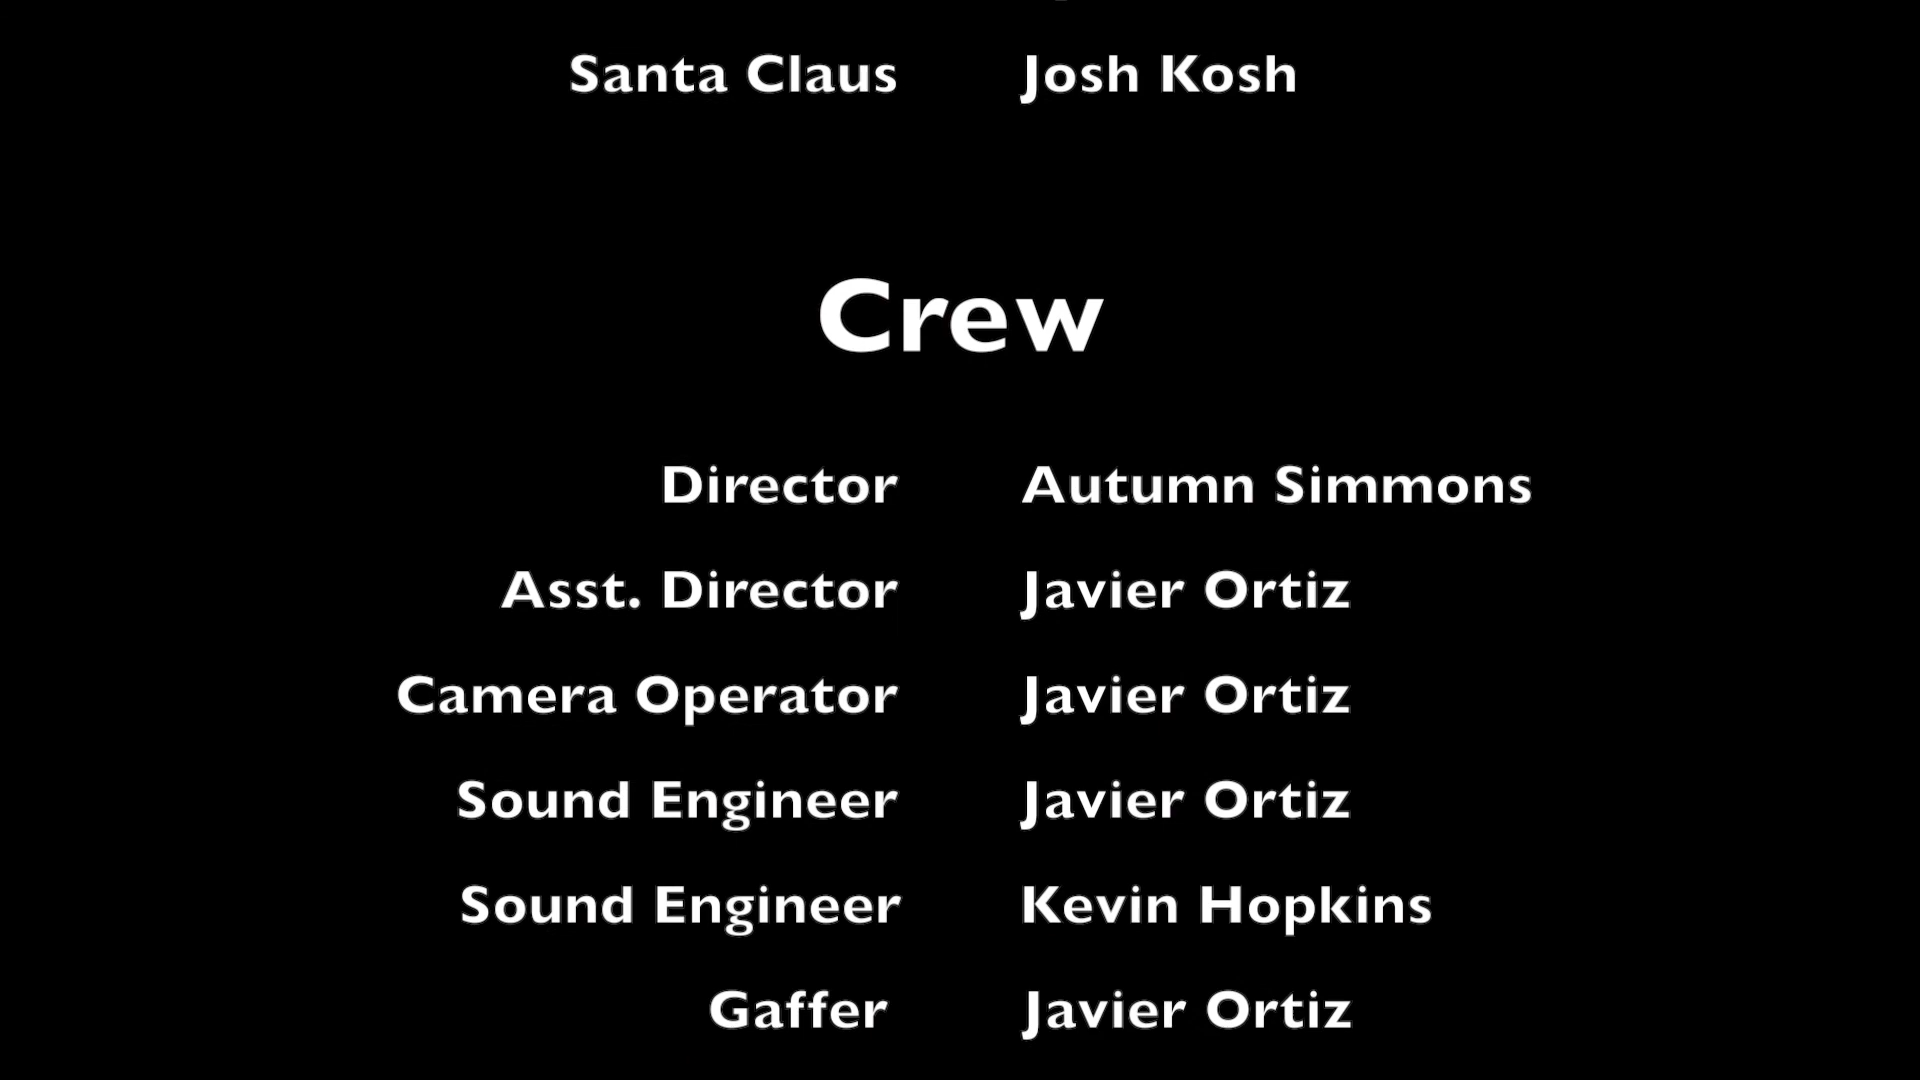 Santa Claus Josh Kosh
Crew
Director Autumn Simmons
Asst. Director Javier Ortiz
Camera Operator Javier Ortiz
Sound Engineer Javier Ortiz
Sound Engineer Kevin Hopkins
Gaffer Javier Ortiz